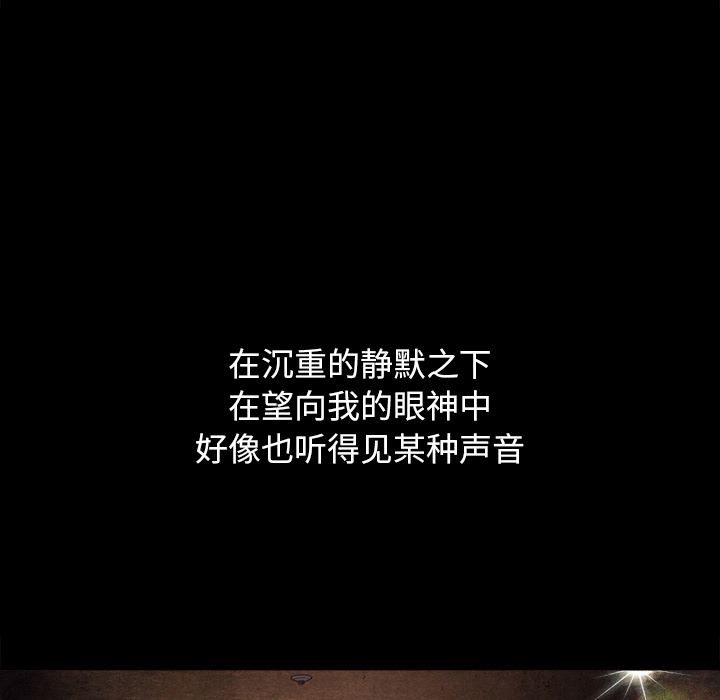 在沉重的静默之下
在望向我的眼神中
好像也听得见某种声音